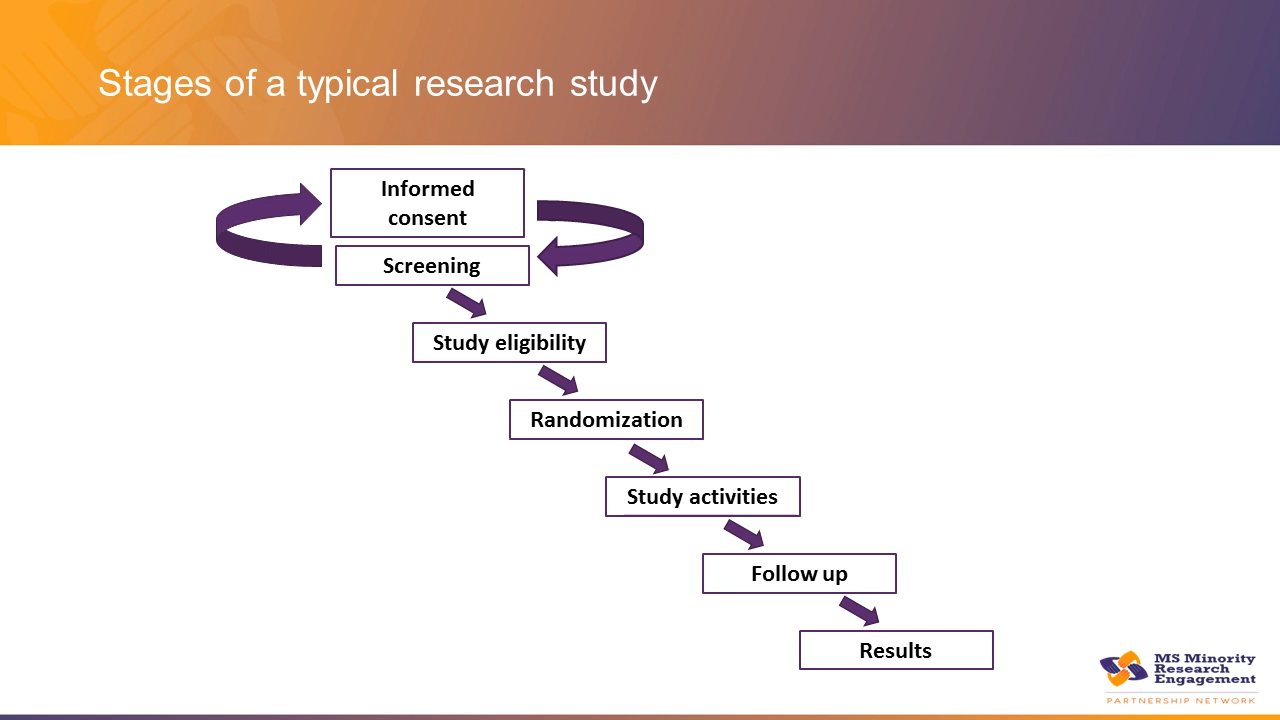 Stages of a typical research study
Informed
consent
Screening
Study eligibility
Randomization
Study activities
Follow up
Results
MS Minority
Research
Engagement
PARTNERSHIP NETWORK